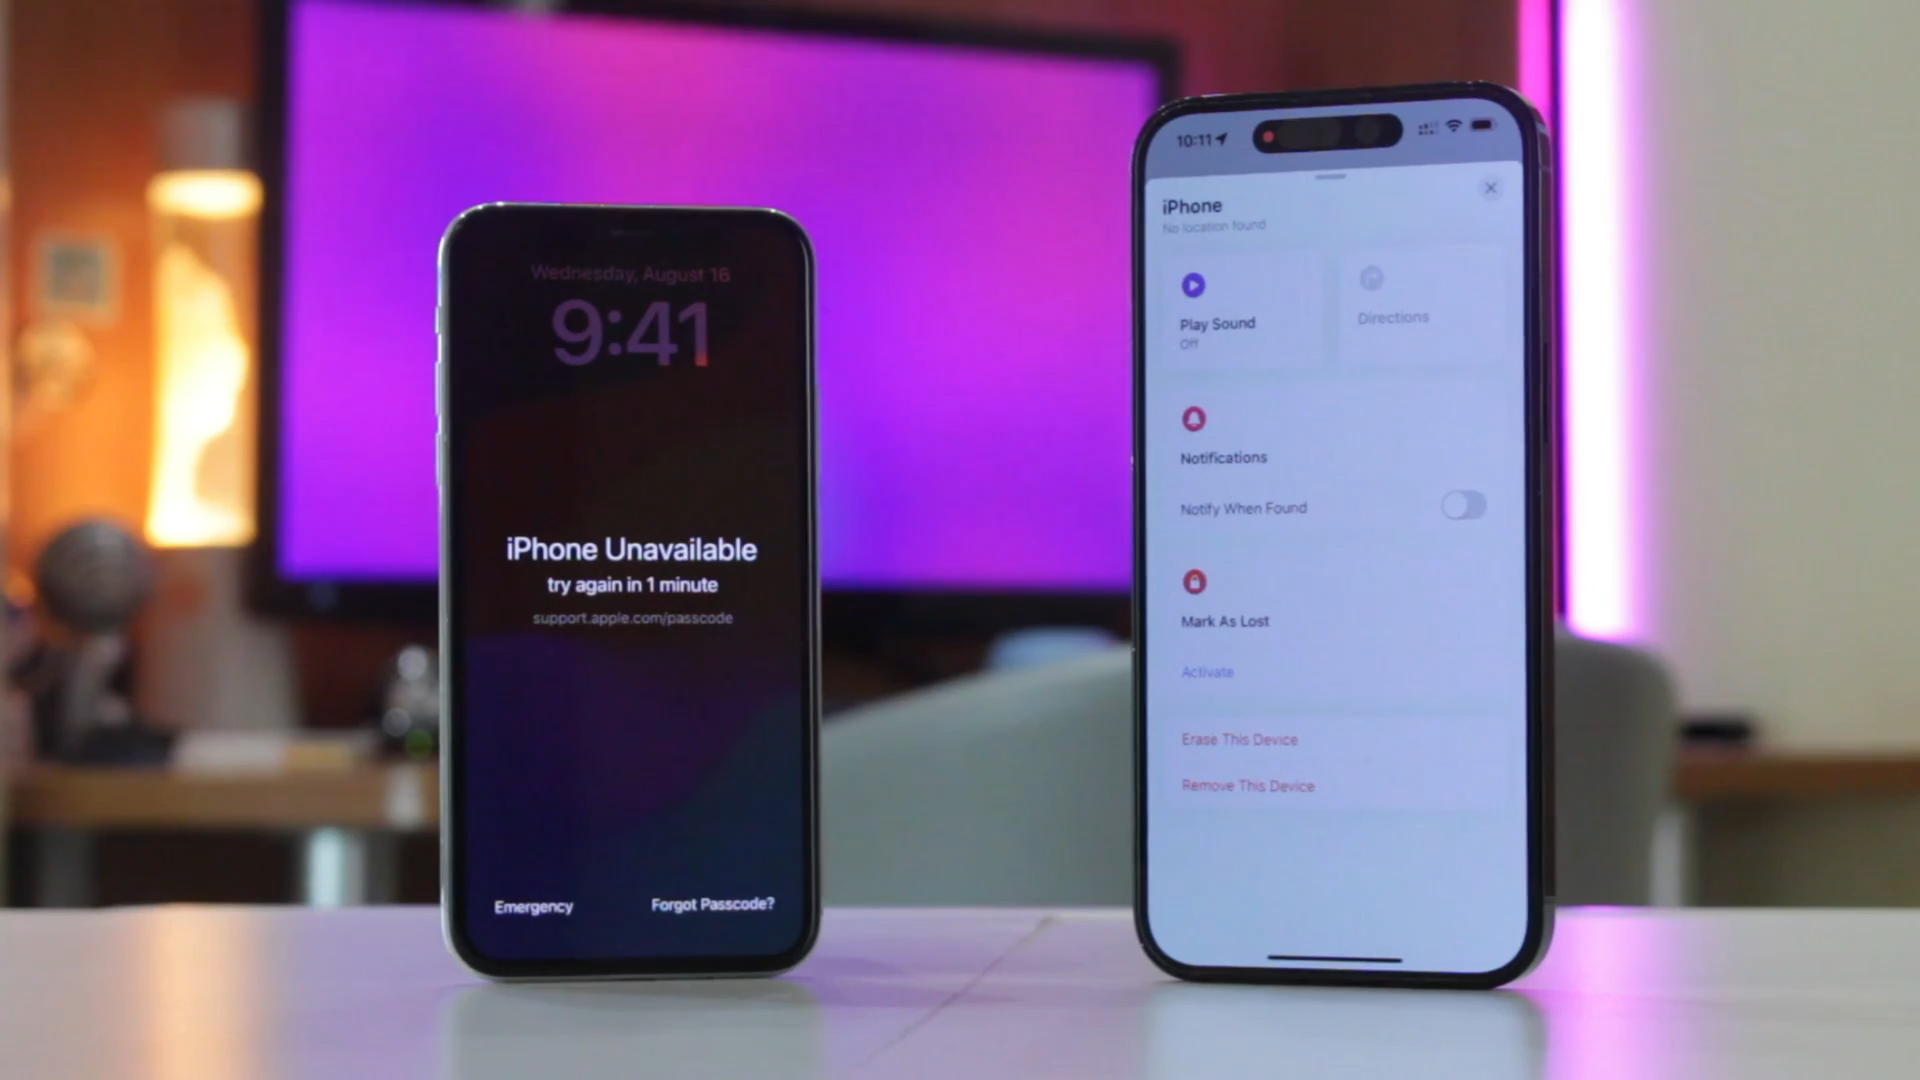 Wednesday, August 16
9:41
iPhone Unavailable
try again in 1 minute
support.apple.com/passcode
Emergency
Forgot Passcode?
10:11
iPhone
No location found
Play Sound
Off
Directions
Notifications
Notify When Found
Mark As Lost
Activate
Erase This Device
Remove This Device